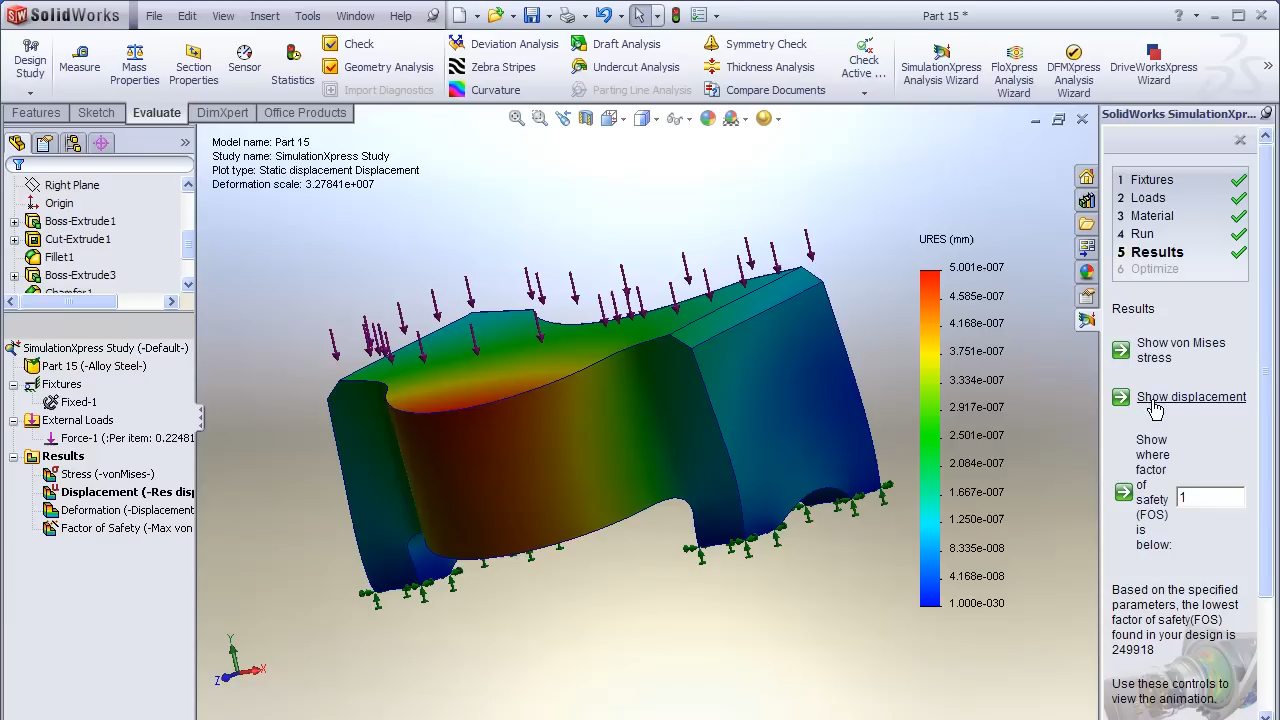 SolidWorks File Edit View Insert Tools Window Help Part 15 *
Design Study
Measure
Mass Properties
Section Properties
Sensor
Statistics
Check
Geometry Analysis
Import Diagnostics
Deviation Analysis
Zebra Stripes
Curvature
Draft Analysis
Undercut Analysis
Parting Line Analysis
Symmetry Check
Thickness Analysis
Compare Documents
Check Active ...
SimulationXpress Analysis Wizard
FloXpress Analysis Wizard
DFMXpress Analysis Wizard
DriveWorksXpress Wizard
Features Sketch Evaluate DimXpert Office Products
Right Plane
Origin
Boss-Extrude1
Cut-Extrude1
Fillet1
Boss-Extrude3
Chamfer1
SimulationXpress Study (-Default-)
Part 15 (-Alloy Steel-)
Fixtures
Fixed-1
External Loads
Force-1 (:Per item: 0.22481
Results
Stress (-vonMises-)
Displacement (-Res disp
Deformation (-Displacement
Factor of Safety (-Max von
Model name: Part 15
Study name: SimulationXpress Study
Plot type: Static displacement Displacement
Deformation scale: 3.27841e+007
URES (mm)
5.001e-007
4.585e-007
4.168e-007
3.751e-007
3.334e-007
2.917e-007
2.501e-007
2.084e-007
1.667e-007
1.250e-007
8.335e-008
4.168e-008
1.000e-030
Y
X
Z
SolidWorks SimulationXpr...
1 Fixtures
2 Loads
3 Material
4 Run
5 Results
6 Optimize
Results
Show von Mises
stress
Show displacement
Show
where
factor
of
safety 1
(FOS)
is
below:
Based on the specified
parameters, the lowest
factor of safety(FOS)
found in your design is
249918
Use these controls to
view the animation.